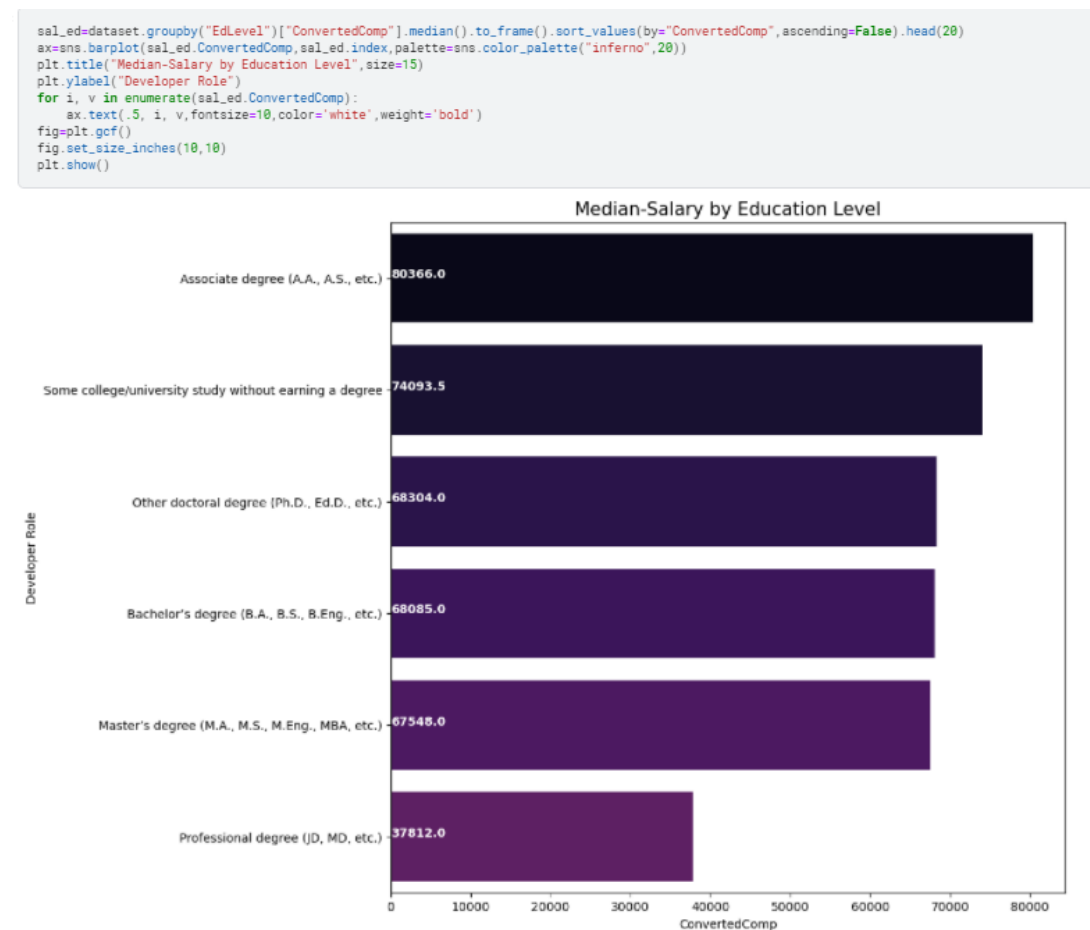 sal_ed=dataset.groupby("EdLevel")["ConvertedComp"].median().to_frame().sort_values(by="ConvertedComp",ascending=False).head(20)
ax=sns.barplot(sal_ed.ConvertedComp,sal_ed.index,palette=sns.color_palette("inferno",20))
plt.title("Median-Salary by Education Level",size=15)
plt.ylabel("Developer Role")
for i, v in enumerate(sal_ed.ConvertedComp):
    ax.text(.5, i, v,fontsize=10,color='white',weight='bold')
fig=plt.gcf()
fig.set_size_inches(10,10)
plt.show()
Median-Salary by Education Level
Associate degree (A.A., A.S., etc.) 80366.0
Some college/university study without earning a degree 74093.5
Other doctoral degree (Ph.D., Ed.D., etc.) 68304.0
Developer Role
Bachelor's degree (B.A., B.S., B.Eng., etc.) 68085.0
Master's degree (M.A., M.S., M.Eng., MBA, etc.) 67548.0
Professional degree (JD, MD, etc.) 37812.0
0 10000 20000 30000 40000 50000 60000 70000 80000
ConvertedComp